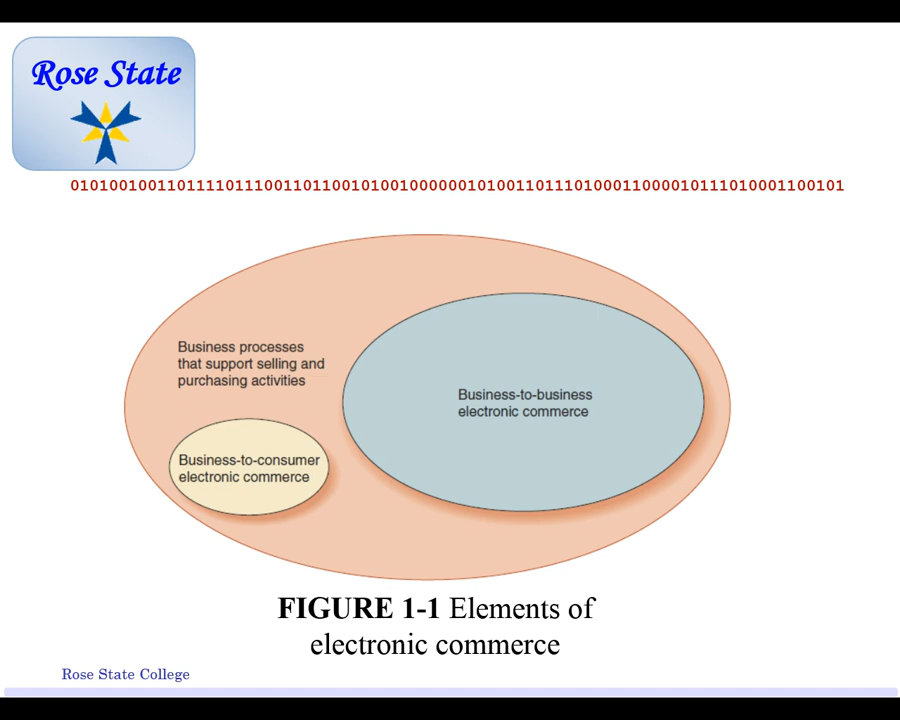 Rose State
01010010011011110111001101100101001000000101001101110100011000010111010001100101
Business processes
that support selling and
purchasing activities
Business-to-business
electronic commerce
Business-to-consumer
electronic commerce
FIGURE 1-1 Elements of
electronic commerce
Rose State College